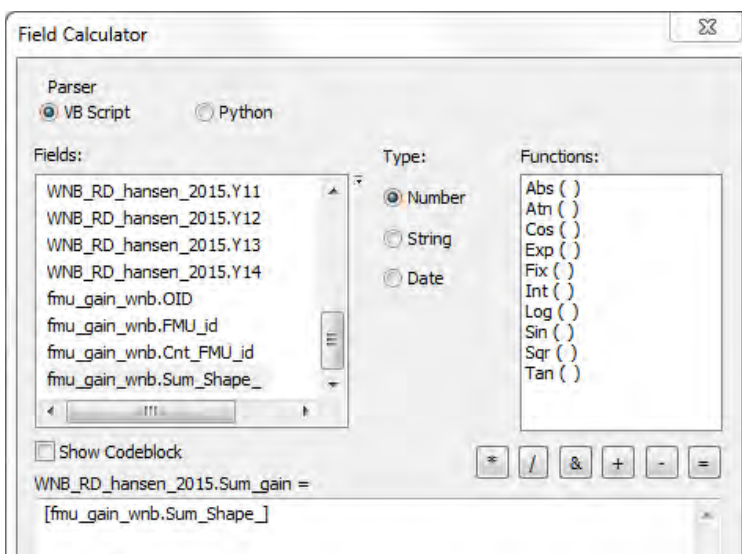 Field Calculator
Parser
VB Script Python
Fields: Type: Functions:
WNB_RD_hansen_2015.Y11
WNB_RD_hansen_2015.Y12
WNB_RD_hansen_2015.Y13
WNB_RD_hansen_2015.Y14
fmu_gain_wnb.OID
fmu_gain_wnb.FMU_id
fmu_gain_wnb.Cnt_FMU_id
fmu_gain_wnb.Sum_Shape_
Number
String
Date
Abs ( )
Atn ( )
Cos ( )
Exp ( )
Fix ( )
Int ( )
Log ( )
Sin ( )
Sqr ( )
Tan ( )
Show Codeblock
* / & + - =
WNB_RD_hansen_2015.Sum_gain =
[fmu_gain_wnb.Sum_Shape_]